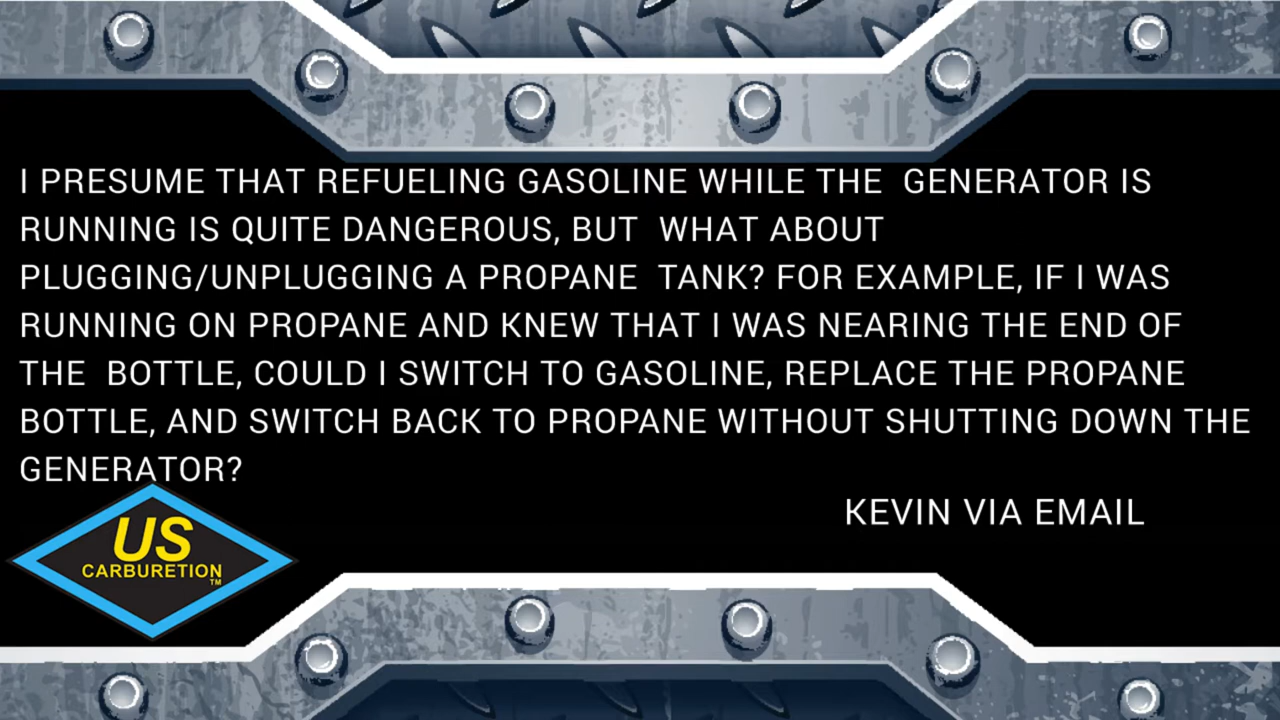 I PRESUME THAT REFUELING GASOLINE WHILE THE GENERATOR IS
RUNNING IS QUITE DANGEROUS, BUT WHAT ABOUT
PLUGGING/UNPLUGGING A PROPANE TANK? FOR EXAMPLE, IF I WAS
RUNNING ON PROPANE AND KNEW THAT I WAS NEARING THE END OF
THE BOTTLE, COULD I SWITCH TO GASOLINE, REPLACE THE PROPANE
BOTTLE, AND SWITCH BACK TO PROPANE WITHOUT SHUTTING DOWN THE
GENERATOR?
KEVIN VIA EMAIL
US
CARBURETION
TM